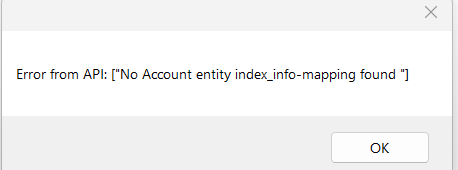 Error from API: ["No Account entity index_info-mapping found "]
OK